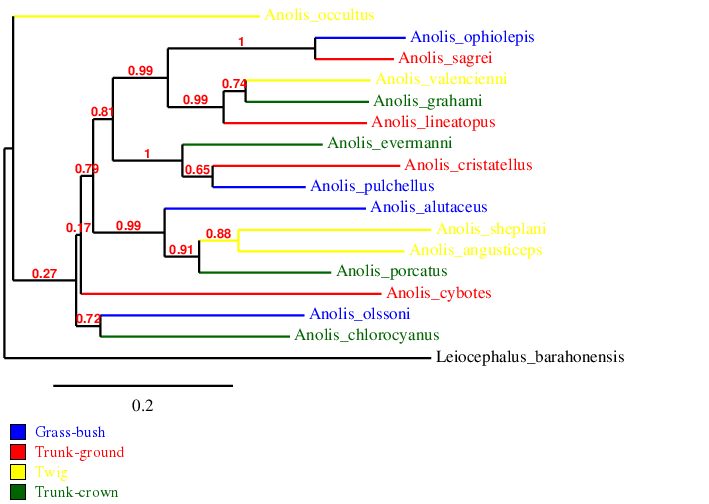 Anolis_occultus
Anolis_ophiolepis
1
Anolis_sagrei
0.99
Anolis_valencienni
0.74
Anolis_grahami
0.99
0.81
Anolis_lineatopus
Anolis_evermanni
1
Anolis_cristatellus
0.79
0.65
Anolis_pulchellus
Anolis_alutaceus
0.17
0.99
0.88
Anolis_sheplani
0.91
Anolis_angusticeps
0.27
Anolis_porcatus
Anolis_cybotes
Anolis_olssoni
0.72
Anolis_chlorocyanus
Leiocephalus_barahonensis
0.2
Grass-bush
Trunk-ground
Twig
Trunk-crown